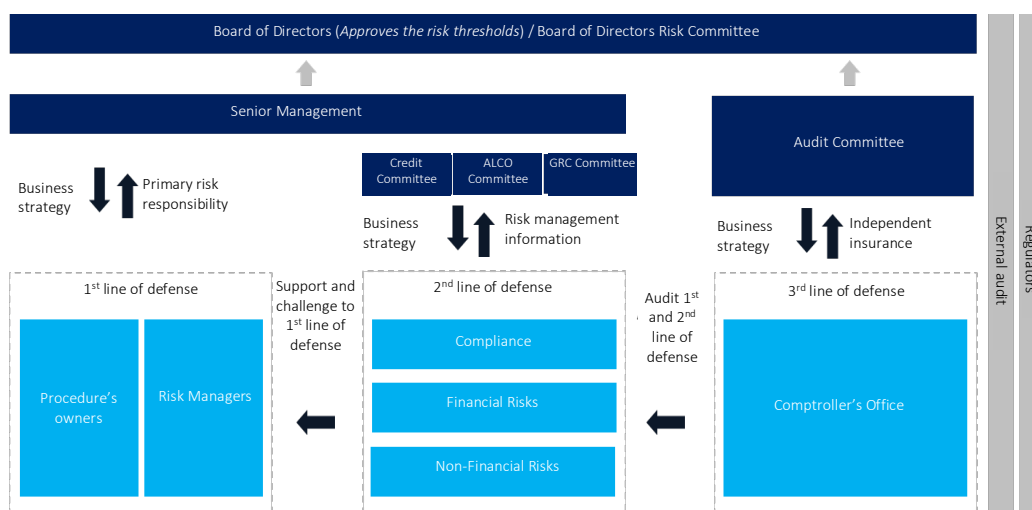 Board of Directors (Approves the risk thresholds) / Board of Directors Risk Committee
Senior Management
Audit Committee
Credit
Committee
ALCO
Committee
GRC Committee
Business
strategy
Primary risk
responsibility
Business
strategy
Risk management
information
Business
strategy
Independent
insurance
1st line of defense
Procedure's
owners
Risk Managers
Support and
challenge to
1st line of
defense
2nd line of defense
Compliance
Financial Risks
Non-Financial Risks
Audit 1st
and 2nd
line of
defense
3rd line of defense
Comptroller's Office
External audit
Regulators